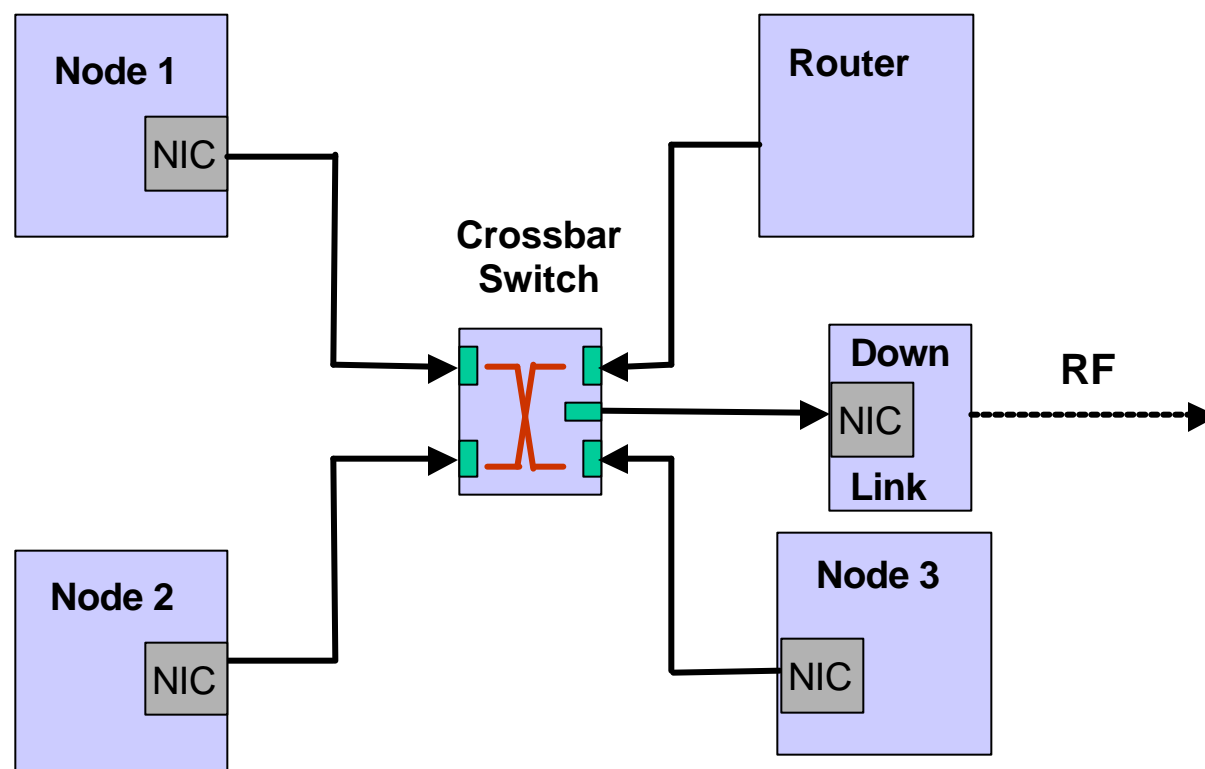 Node 1
NIC
Router
Crossbar
Switch
Down
NIC
Link
RF
Node 2
NIC
Node 3
NIC